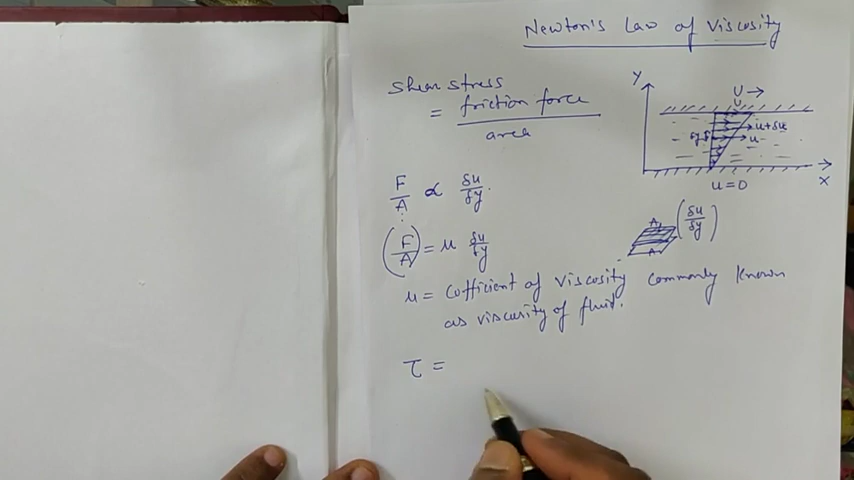 Newton's Law of Viscosity
Shear stress
= friction force
area
Y
U →
U
u+δu
δy
u
u=0
X
F/A ∝ δu/δy.
A
(δu/δy)
A
(F/A) = μ δu/δy
μ = Cofficient of viscosity commonly known
as viscosity of fluid.
τ =